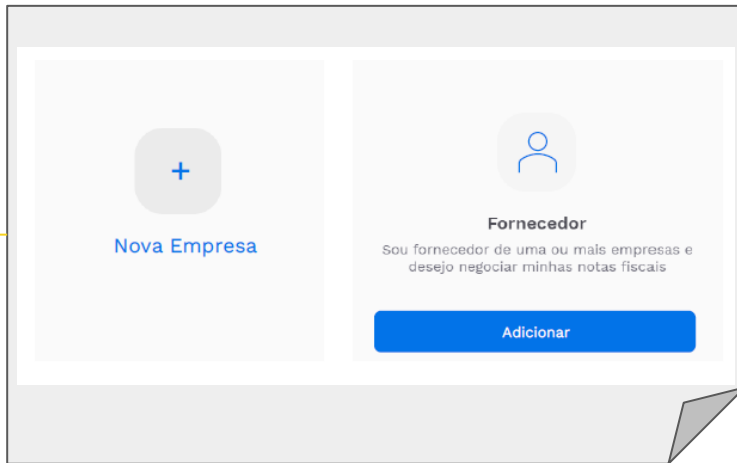 +
Nova Empresa
Fornecedor
Sou fornecedor de uma ou mais empresas e
desejo negociar minhas notas fiscais
Adicionar